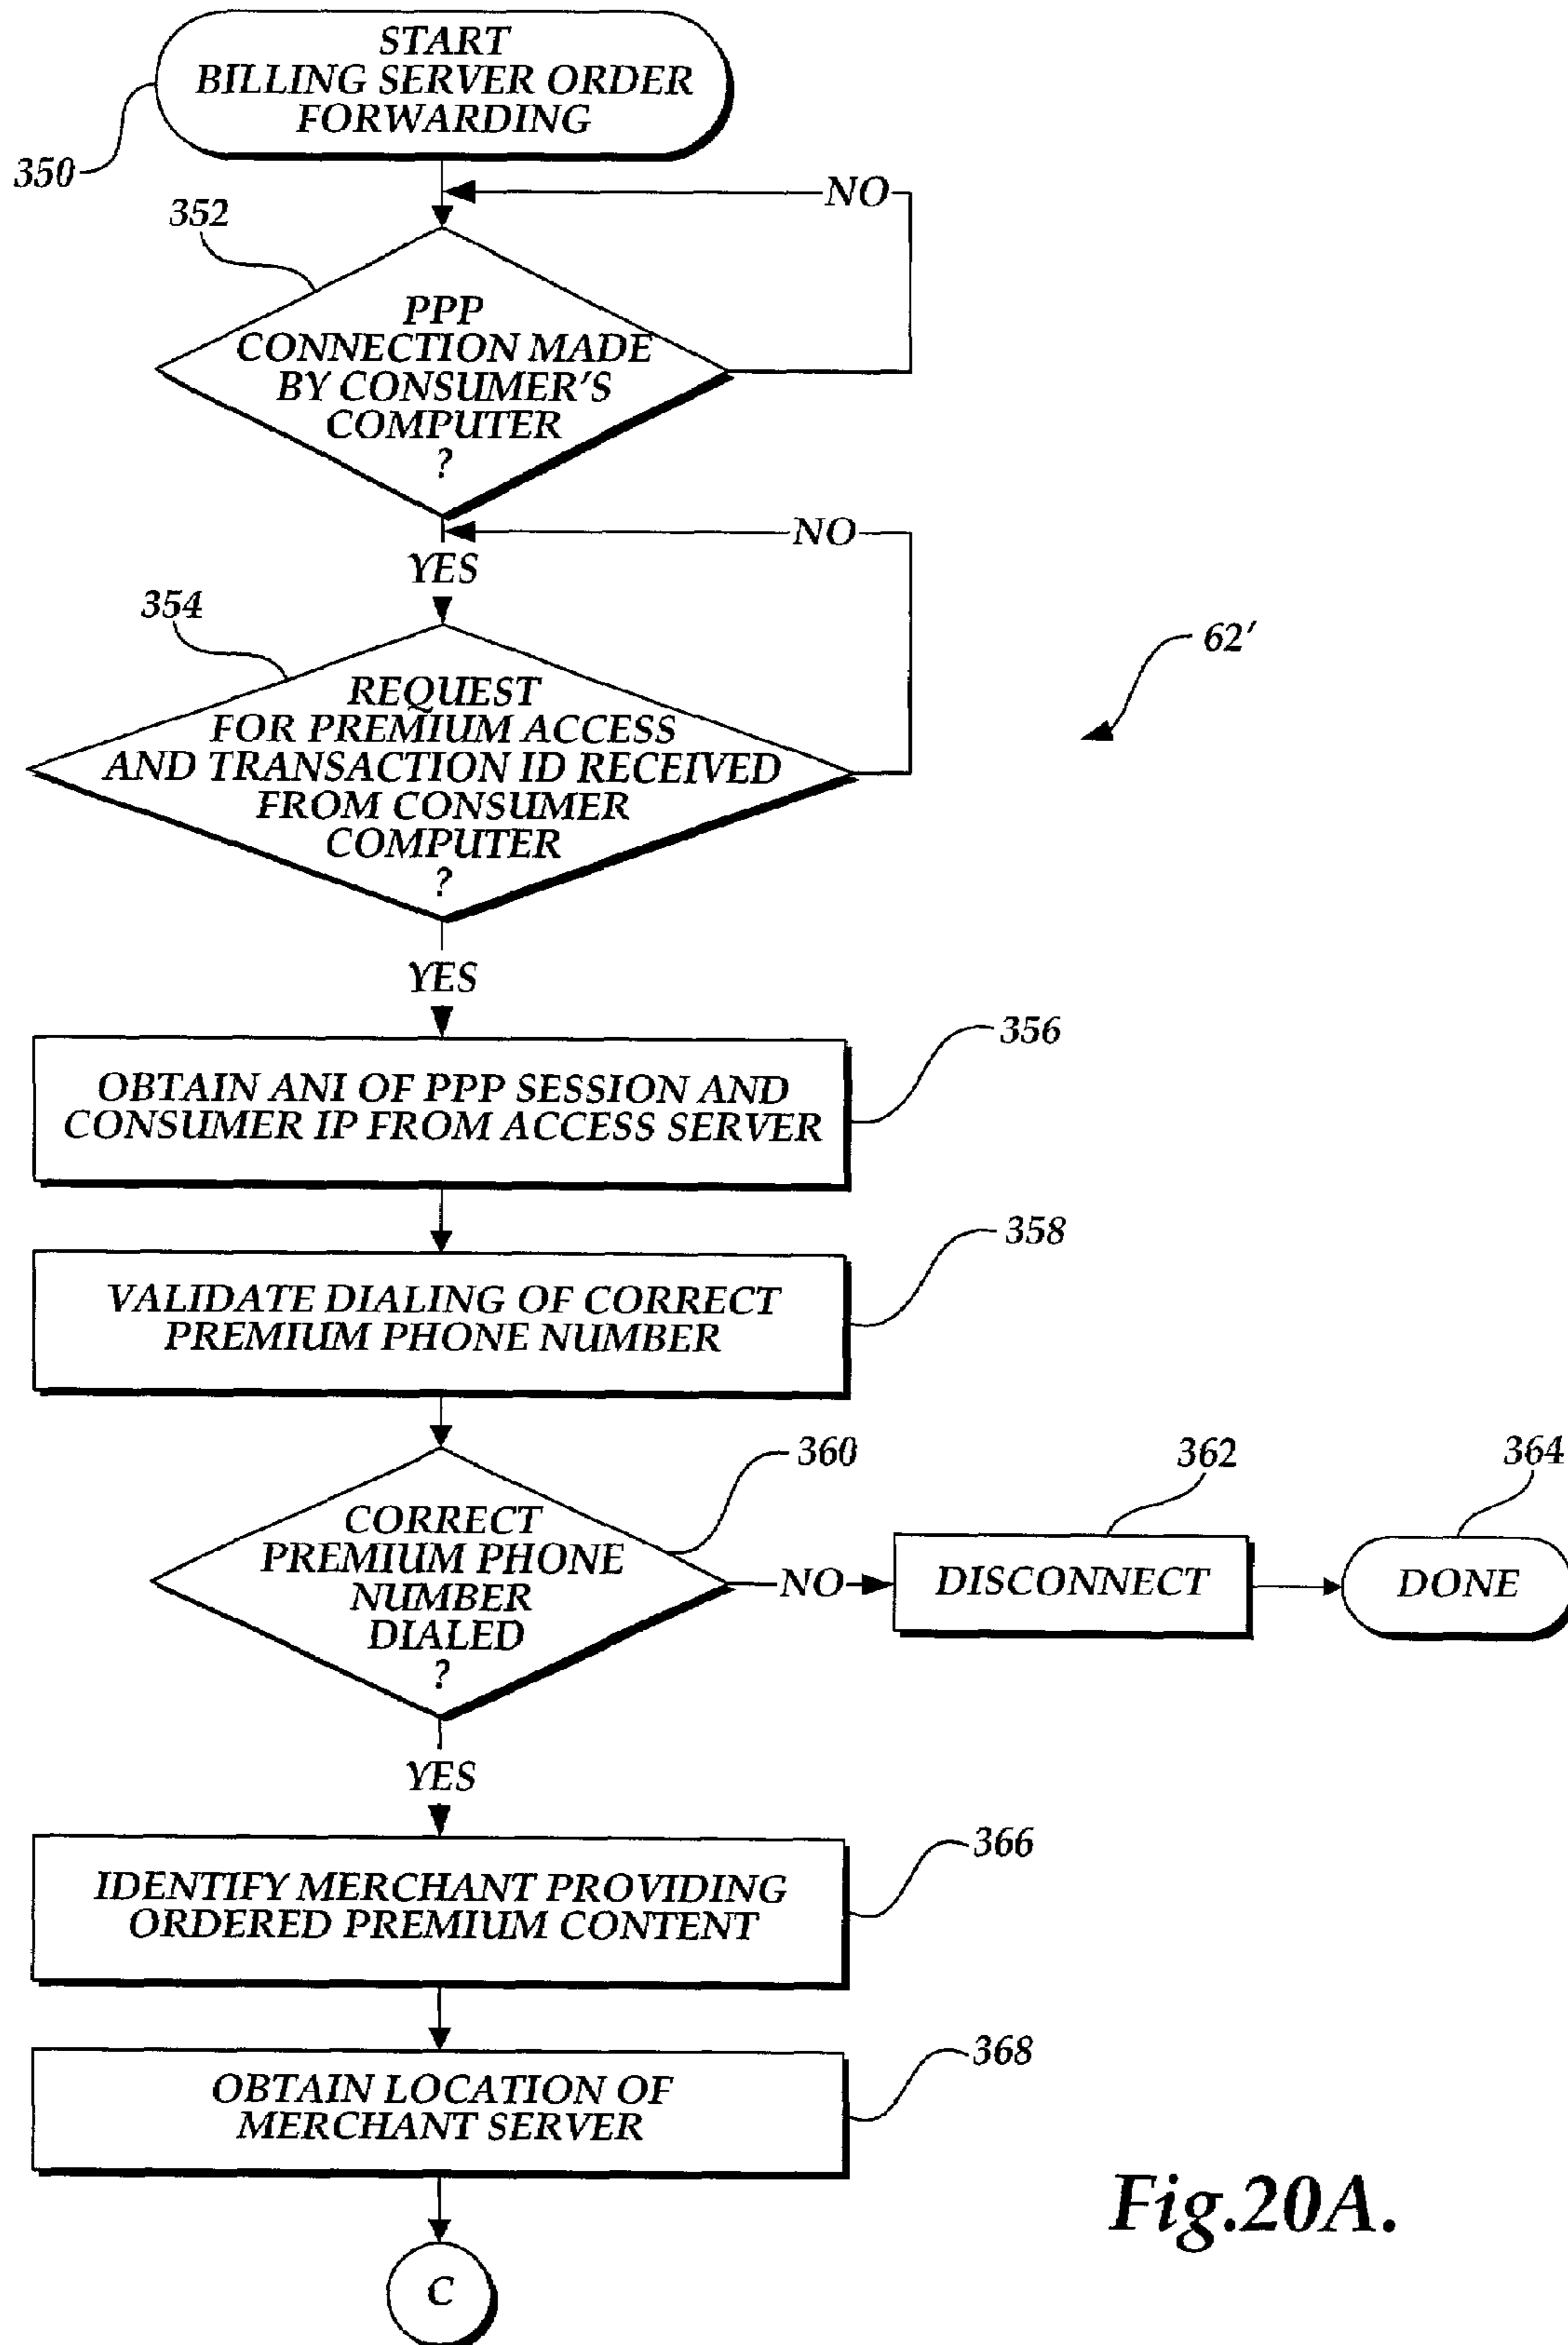 START
BILLING SERVER ORDER
FORWARDING
350
NO
352
PPP
CONNECTION MADE
BY CONSUMER'S
COMPUTER
?
NO
YES
354
62'
REQUEST
FOR PREMIUM ACCESS
AND TRANSACTION ID RECEIVED
FROM CONSUMER
COMPUTER
?
YES
356
OBTAIN ANI OF PPP SESSION AND
CONSUMER IP FROM ACCESS SERVER
358
VALIDATE DIALING OF CORRECT
PREMIUM PHONE NUMBER
360
362
364
CORRECT
PREMIUM PHONE
NUMBER
DIALED
?
NO
DISCONNECT
DONE
YES
366
IDENTIFY MERCHANT PROVIDING
ORDERED PREMIUM CONTENT
368
OBTAIN LOCATION OF
MERCHANT SERVER
Fig.20A.
C